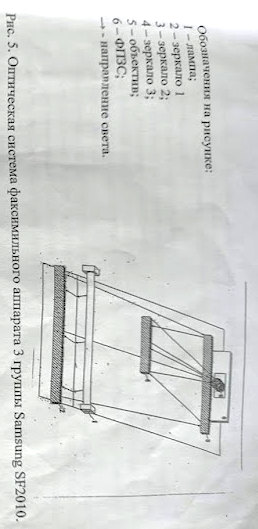 Обозначения на рисунке:
1 – лампа;
2 – зеркало 1
3 – зеркало 2;
4 – зеркало 3;
5 – объектив;
6 – ФПЗС;
→ - направление света.
Рис. 5. Оптическая система факсимильного аппарата 3 группы Samsung SF2010.